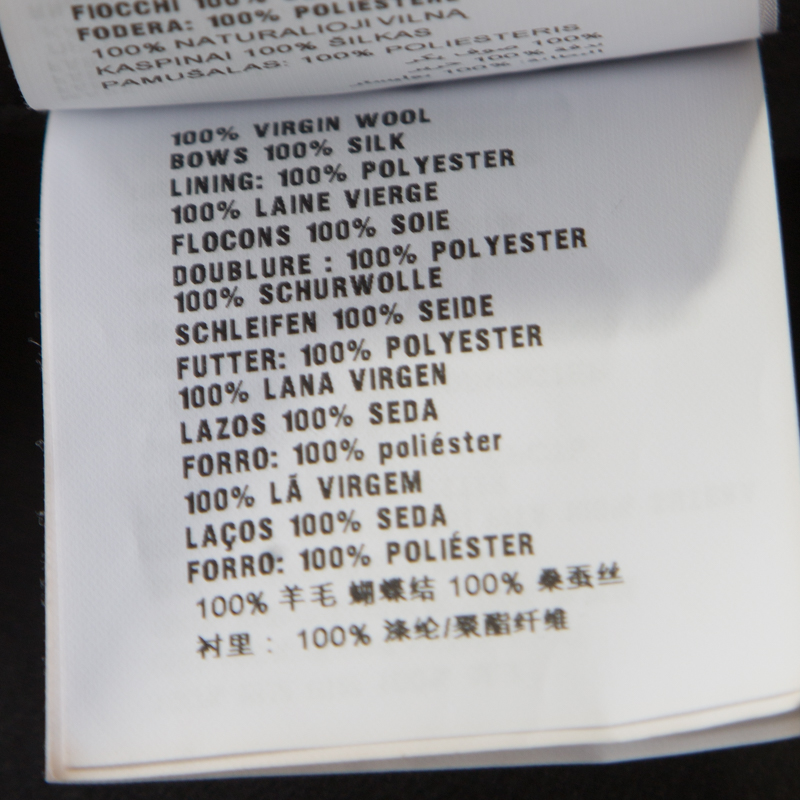 FIOCCHI 100%
FODERA: 100% POLIESTERE
100% NATURALIOJI VILNA
KASPINAI 100% ŠILKAS
PAMUŠALAS: 100% POLIESTERIS
100% VIRGIN WOOL
BOWS 100% SILK
LINING: 100% POLYESTER
100% LAINE VIERGE
FLOCONS 100% SOIE
DOUBLURE : 100% POLYESTER
100% SCHURWOLLE
SCHLEIFEN 100% SEIDE
FUTTER: 100% POLYESTER
100% LANA VIRGEN
LAZOS 100% SEDA
FORRO: 100% poliéster
100% LÃ VIRGEM
LAÇOS 100% SEDA
FORRO: 100% POLIÉSTER
100% 羊毛 蝴蝶结 100% 桑蚕丝
衬里： 100% 涤纶/聚酯纤维